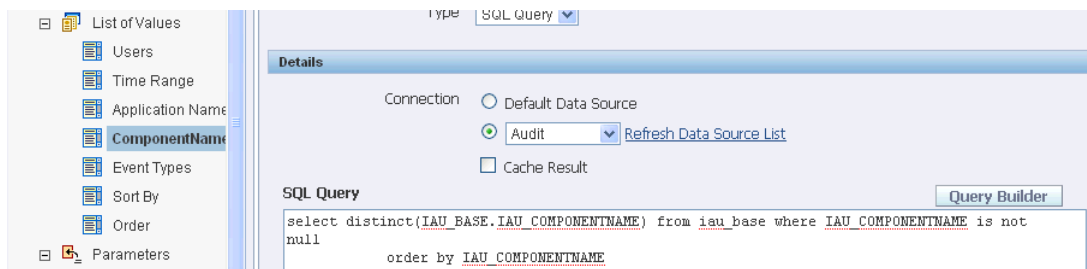 Type SQL Query
List of Values
Users
Details
Time Range
Connection Default Data Source
Application Name
Audit Refresh Data Source List
ComponentName
Cache Result
Event Types
SQL Query Query Builder
Sort By
select distinct(IAU_BASE.IAU_COMPONENTNAME) from iau_base where IAU_COMPONENTNAME is not
Order
null
Parameters
order by IAU_COMPONENTNAME